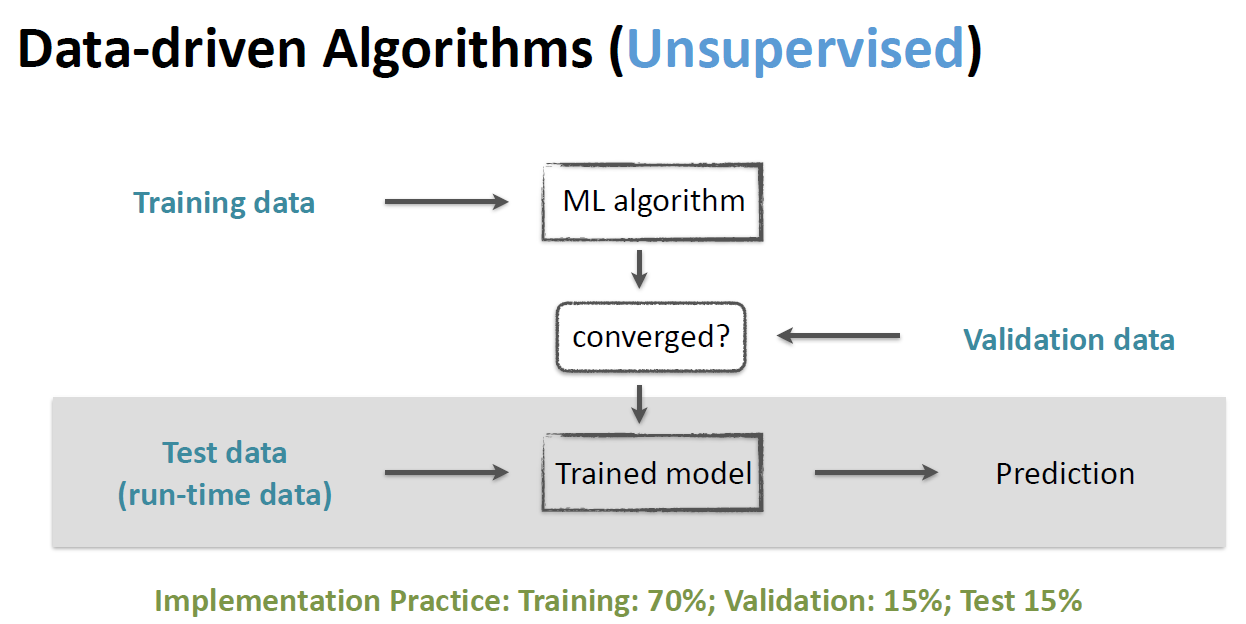 Data-driven Algorithms (Unsupervised)
Training data
ML algorithm
converged?
Validation data
Test data
(run-time data)
Trained model
Prediction
Implementation Practice: Training: 70%; Validation: 15%; Test 15%